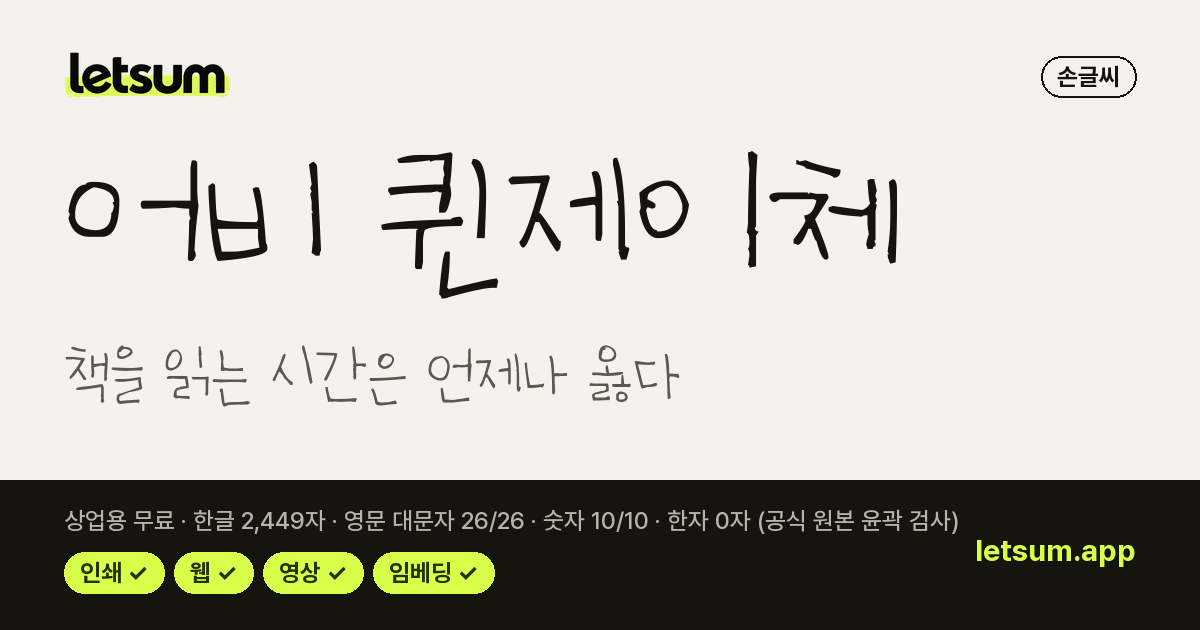 letsum
손글씨
어비 퀸제이체
책을 읽는 시간은 언제나 옳다
상업용 무료 · 한글 2,449자 · 영문 대문자 26/26 · 숫자 10/10 · 한자 0자 (공식 원본 윤곽 검사)
인쇄 ✓ 웹 ✓ 영상 ✓ 임베딩 ✓
letsum.app